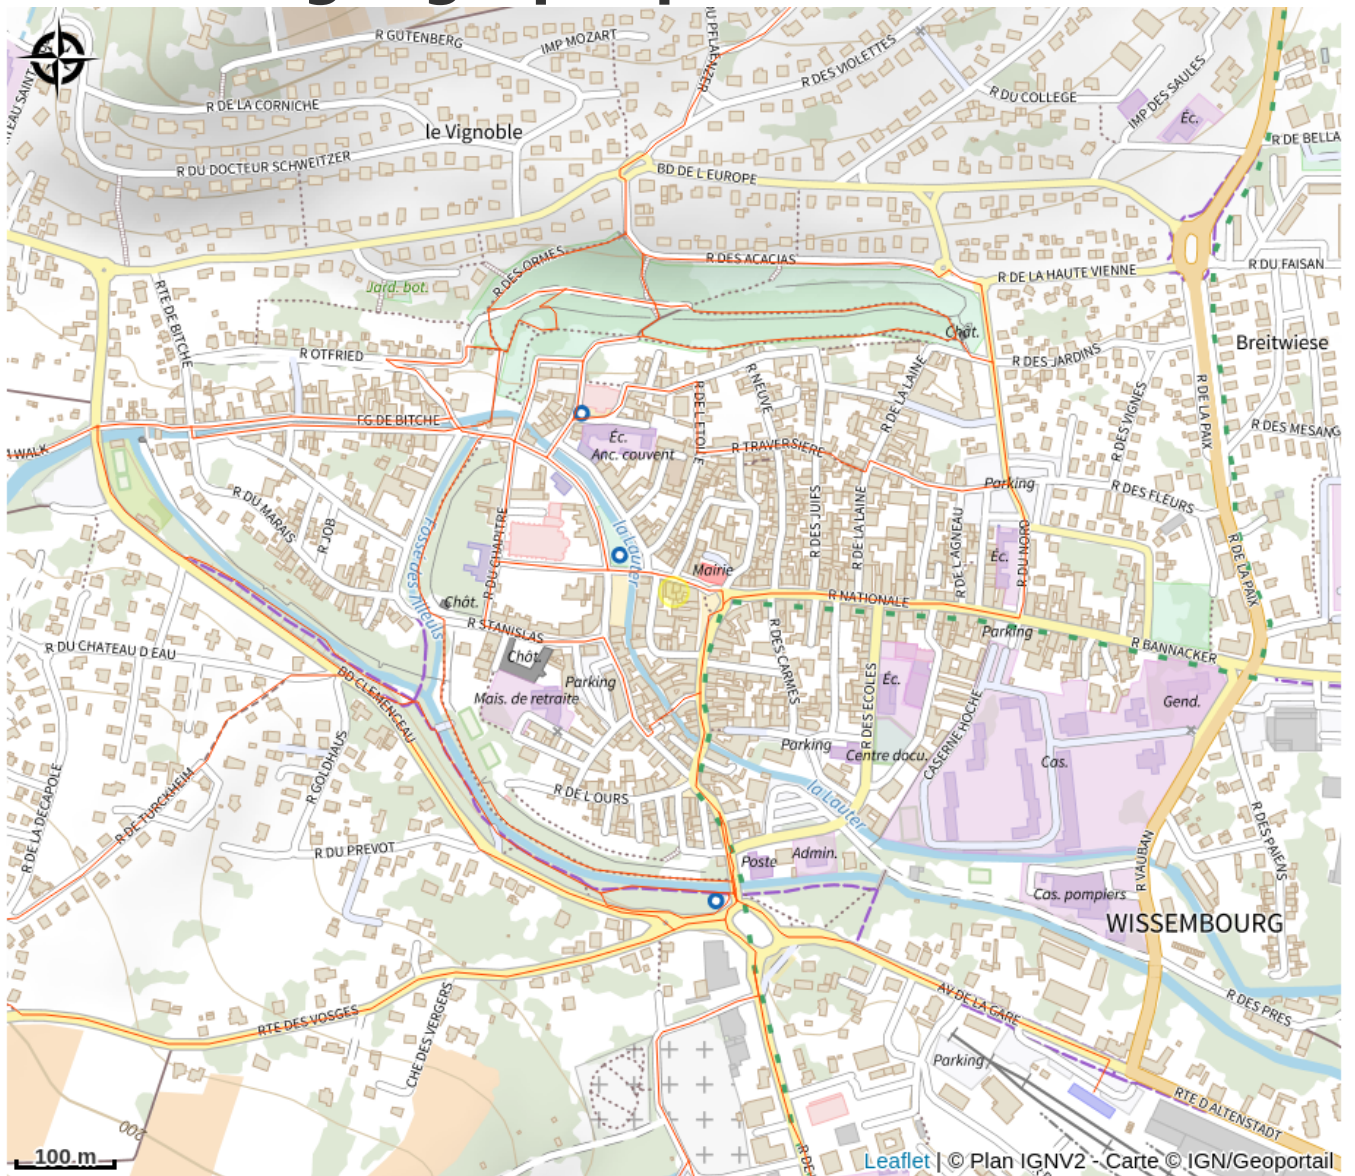 R GUTENBERG
IMP MOZART
DU PFLAENZER
R DES VIOLETTES
R DU COLLEGE
IMP DES SAULES
Éc.
R DE LA CORNICHE
le Vignoble
R DU DOCTEUR SCHWEITZER
BD DE L EUROPE
R DE BELLA
R DES ORMES
R DES ACACIAS
R DE LA HAUTE VIENNE
R DU FAISAN
Jard. bot.
RTE DE BITCHE
Chât.
Breitwiese
R OTFRIED
R DES JARDINS
R NEUVE
R DE LA LAINE
R DE LA PAIX
R DES VIGNES
R DE L ETOILE
FG DE BITCHE
Éc.
Anc. couvent
R TRAVERSIERE
R DES MESANG
WALK
Parking
R DES FLEURS
R DU MARAIS
R JOB
Fossé des Tilleuls
R DU CHAPITRE
la Lauter
R DES JUIFS
R DE LA LAINE
R DE L AGNEAU
Éc.
R DU NORD
R DE LA PAIX
Mairie
Chât.
R NATIONALE
R STANISLAS
Parking
R BANNACKER
R DU CHATEAU D EAU
Chât.
Parking
R DES CARMES
Éc.
R DES ECOLES
BD CLEMENCEAU
Mais. de retraite
Gend.
CASERNE HOCHE
Parking
Centre docu.
Cas.
R GOLDHAUS
R DE LA DECAPOLE
R DE TURCKHEIM
R DE L'OURS
la Lauter
R DES PAIENS
R DU PREVOT
Poste
Admin.
R VAUBAN
Cas. pompiers
WISSEMBOURG
RTE DES VOSGES
CHE DES VERGERS
AV DE LA GARE
R DES PRES
Parking
RTE D ALTENSTADT
200
100 m
Leaflet | © Plan IGNV2 - Carte © IGN/Geoportail